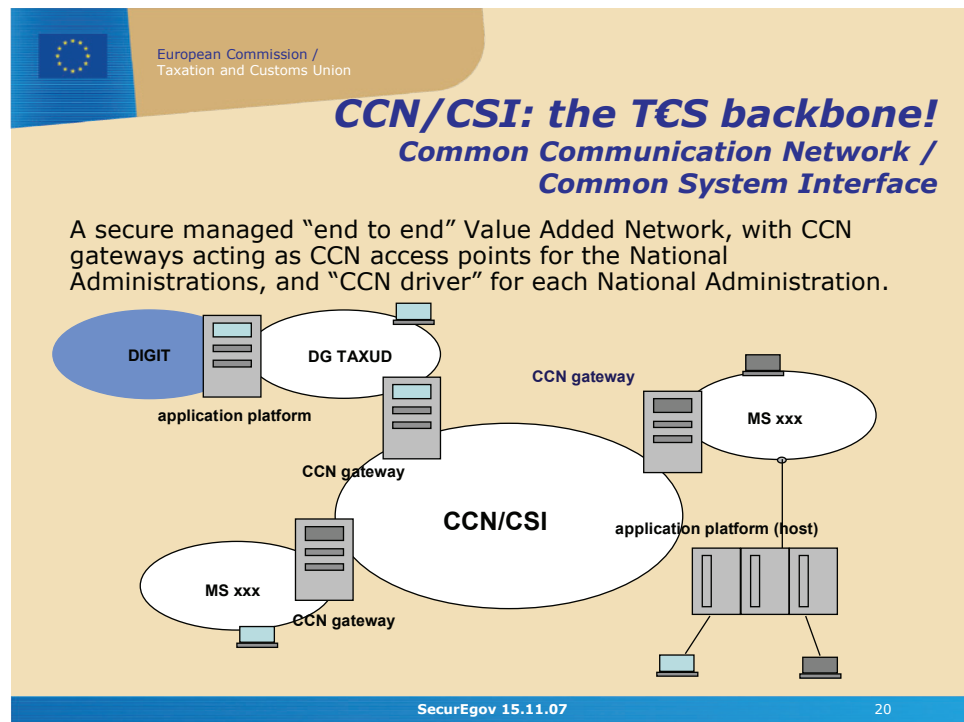 European Commission /
Taxation and Customs Union
CCN/CSI: the T€S backbone!
Common Communication Network /
Common System Interface
A secure managed “end to end” Value Added Network, with CCN
gateways acting as CCN access points for the National
Administrations, and “CCN driver” for each National Administration.
DIGIT
DG TAXUD
application platform
CCN gateway
CCN gateway
MS xxx
CCN/CSI
application platform (host)
MS xxx
CCN gateway
SecurEgov 15.11.07
20